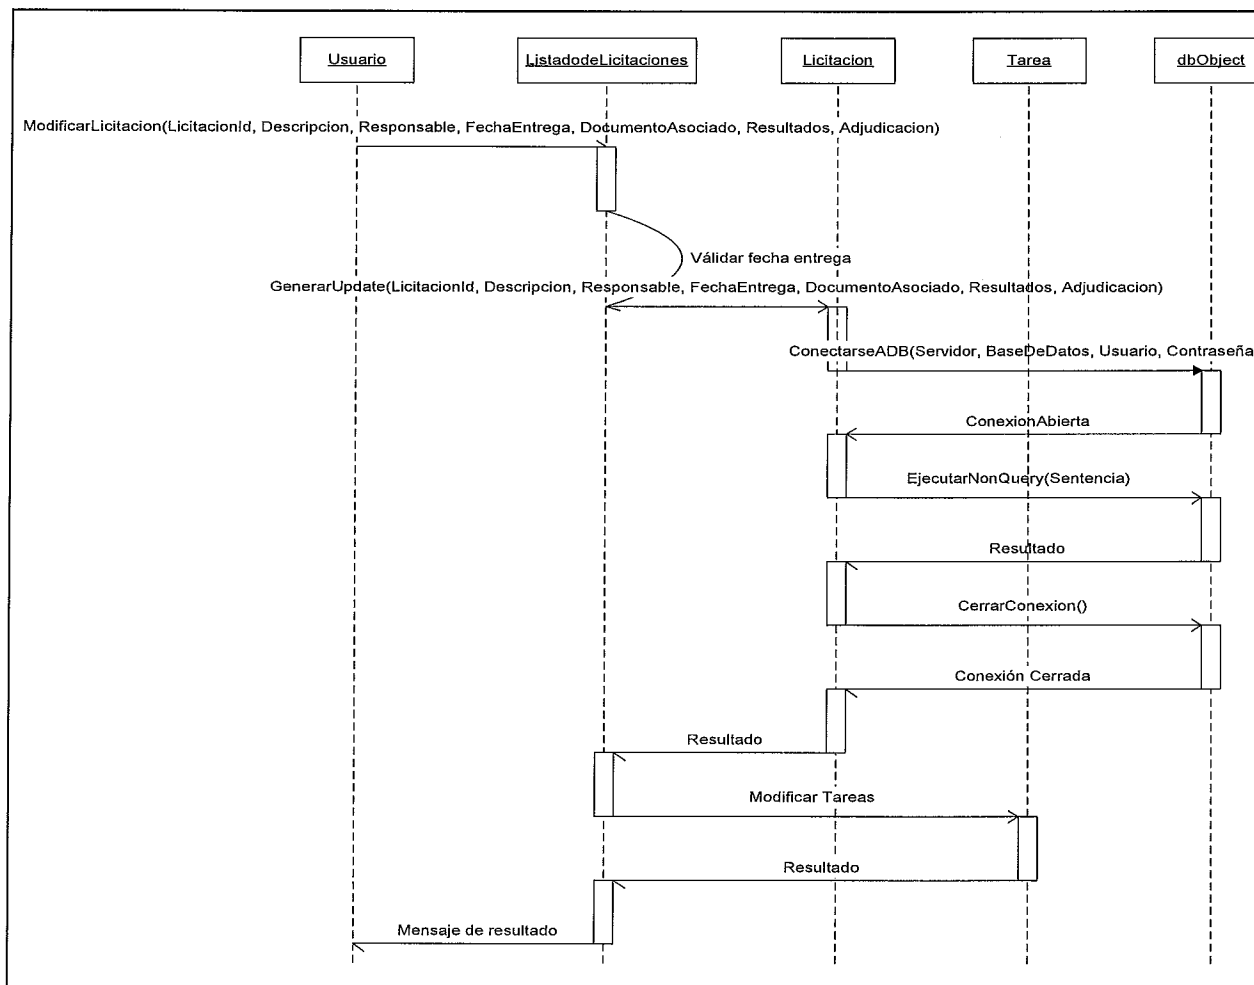 Usuario
ListadodeLicitaciones
Licitacion
Tarea
dbObject
ModificarLicitacion(LicitacionId, Descripcion, Responsable, FechaEntrega, DocumentoAsociado, Resultados, Adjudicacion)
Válidar fecha entrega
GenerarUpdate(LicitacionId, Descripcion, Responsable, FechaEntrega, DocumentoAsociado, Resultados, Adjudicacion)
ConectarseADB(Servidor, BaseDeDatos, Usuario, Contraseña
ConexionAbierta
EjecutarNonQuery(Sentencia)
Resultado
CerrarConexion()
Conexión Cerrada
Resultado
Modificar Tareas
Resultado
Mensaje de resultado